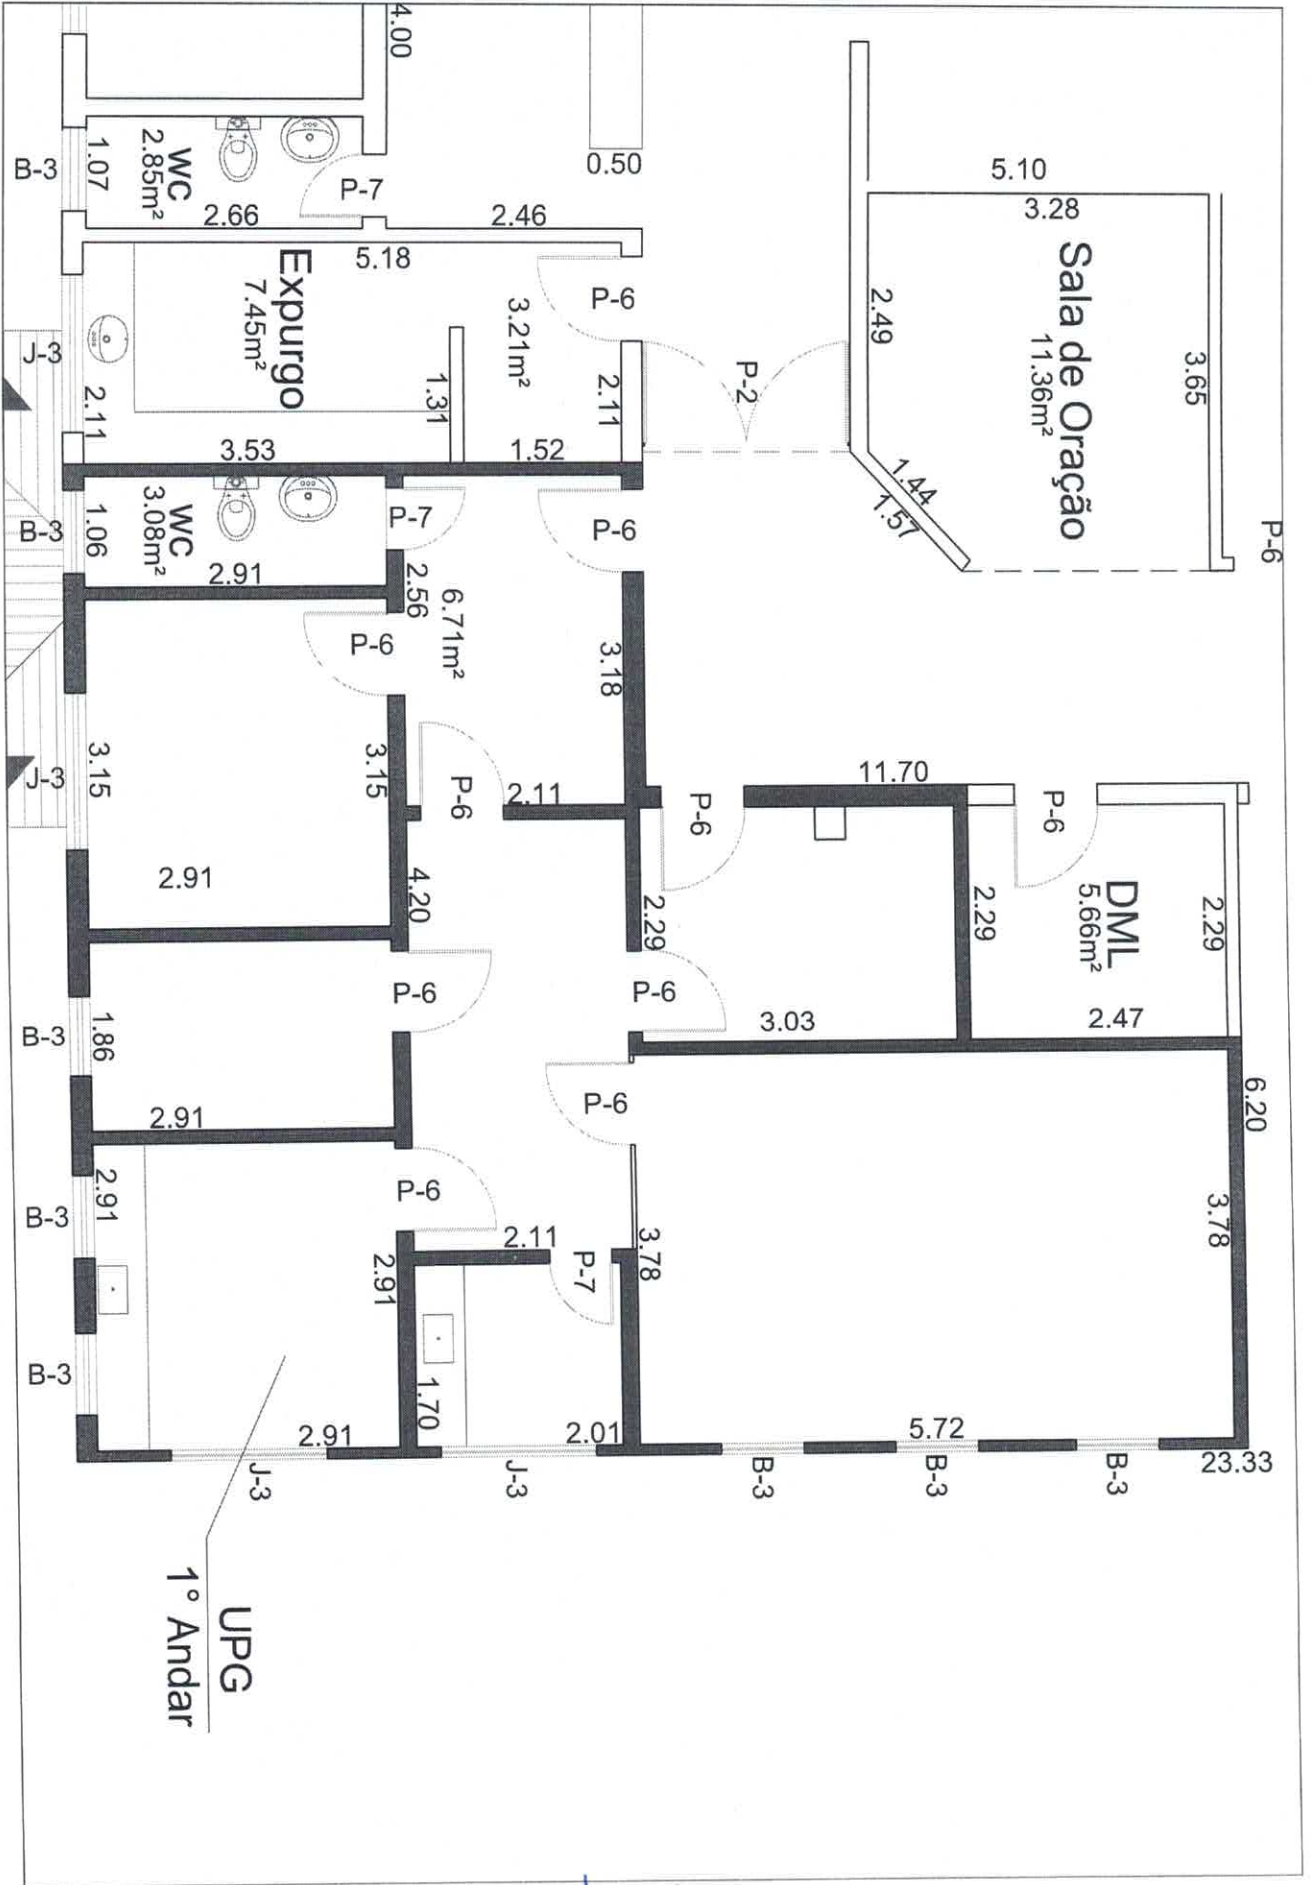 4.00
0.50
5.10
3.28
Sala de Oração
11.36m²
3.65
2.49
1.44
1.57
P-6
B-3
1.07
WC
2.85m²
2.66
P-7
2.46
5.18
Expurgo
7.45m²
3.21m²
P-6
P-2
2.11
1.31
J-3
2.11
3.53
1.52
B-3
1.06
WC
3.08m²
2.91
P-7
2.56
6.71m²
P-6
P-6
3.18
J-3
3.15
3.15
P-6
2.11
2.91
4.20
11.70
P-6
P-6
2.29
2.29
DML
5.66m²
2.29
3.03
2.47
B-3
1.86
P-6
P-6
2.91
P-6
6.20
B-3
2.91
P-6
2.11
2.91
P-7
3.78
3.78
B-3
1.70
2.91
2.01
5.72
23.33
J-3
J-3
B-3
B-3
B-3
UPG
1° Andar